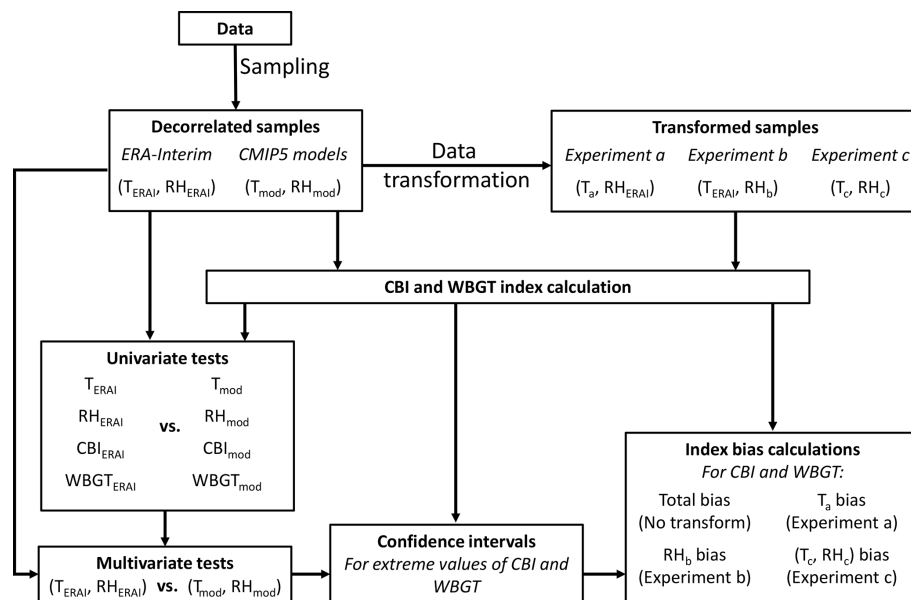 Data
Sampling
Decorrelated samples
ERA-Interim CMIP5 models
(T_ERAI, RH_ERAI) (T_mod, RH_mod)
Data
transformation
Transformed samples
Experiment a Experiment b Experiment c
(T_a, RH_ERAI) (T_ERAI, RH_b) (T_c, RH_c)
CBI and WBGT index calculation
Univariate tests
T_ERAI T_mod
RH_ERAI RH_mod
vs.
CBI_ERAI CBI_mod
WBGT_ERAI WBGT_mod
Multivariate tests
(T_ERAI, RH_ERAI) vs. (T_mod, RH_mod)
Confidence intervals
For extreme values of CBI and
WBGT
Index bias calculations
For CBI and WBGT:
Total bias
(No transform)
T_a bias
(Experiment a)
RH_b bias
(Experiment b)
(T_c, RH_c) bias
(Experiment c)